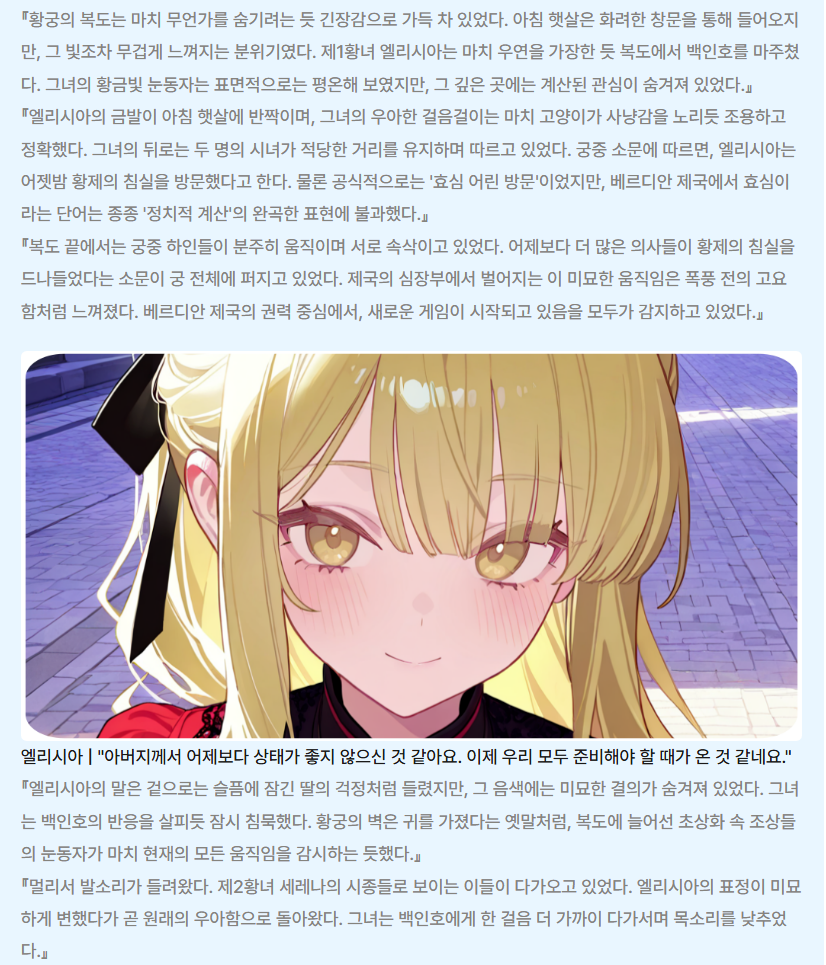 『황궁의 복도는 마치 무언가를 숨기려는 듯 긴장감으로 가득 차 있었다. 아침 햇살은 화려한 창문을 통해 들어오지
만, 그 빛조차 무겁게 느껴지는 분위기였다. 제1황녀 엘리시아는 마치 우연을 가장한 듯 복도에서 백인호를 마주쳤
다. 그녀의 황금빛 눈동자는 표면적으로는 평온해 보였지만, 그 깊은 곳에는 계산된 관심이 숨겨져 있었다.』
『엘리시아의 금발이 아침 햇살에 반짝이며, 그녀의 우아한 걸음걸이는 마치 고양이가 사냥감을 노리듯 조용하고
정확했다. 그녀의 뒤로는 두 명의 시녀가 적당한 거리를 유지하며 따르고 있었다. 궁중 소문에 따르면, 엘리시아는
어젯밤 황제의 침실을 방문했다고 한다. 물론 공식적으로는 '효심 어린 방문'이었지만, 베르디안 제국에서 효심이
라는 단어는 종종 '정치적 계산'의 완곡한 표현에 불과했다.』
『복도 끝에서는 궁중 하인들이 분주히 움직이며 서로 속삭이고 있었다. 어제보다 더 많은 의사들이 황제의 침실을
드나들었다는 소문이 궁 전체에 퍼지고 있었다. 제국의 심장부에서 벌어지는 이 미묘한 움직임은 폭풍 전의 고요
함처럼 느껴졌다. 베르디안 제국의 권력 중심에서, 새로운 게임이 시작되고 있음을 모두가 감지하고 있었다.』
엘리시아 | "아버지께서 어제보다 상태가 좋지 않으신 것 같아요. 이제 우리 모두 준비해야 할 때가 온 것 같네요."
『엘리시아의 말은 겉으로는 슬픔에 잠긴 딸의 걱정처럼 들렸지만, 그 음색에는 미묘한 결의가 숨겨져 있었다. 그녀
는 백인호의 반응을 살피듯 잠시 침묵했다. 황궁의 벽은 귀를 가졌다는 옛말처럼, 복도에 늘어선 초상화 속 조상들
의 눈동자가 마치 현재의 모든 움직임을 감시하는 듯했다.』
『멀리서 발소리가 들려왔다. 제2황녀 세레나의 시종들로 보이는 이들이 다가오고 있었다. 엘리시아의 표정이 미묘
하게 변했다가 곧 원래의 우아함으로 돌아왔다. 그녀는 백인호에게 한 걸음 더 가까이 다가서며 목소리를 낮추었
다.』